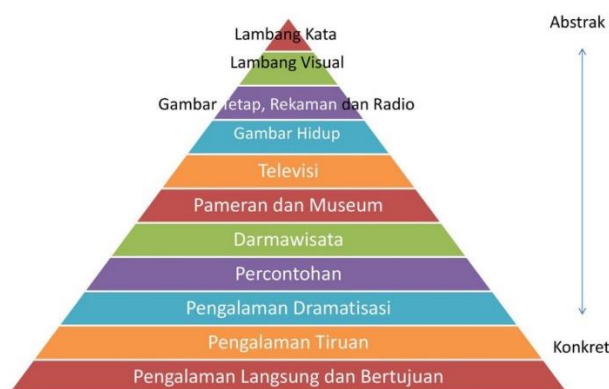 Abstrak
Lambang Kata
Lambang Visual
Gambar Tetap, Rekaman dan Radio
Gambar Hidup
Televisi
Pameran dan Museum
Darmawisata
Percontohan
Pengalaman Dramatisasi
Pengalaman Tiruan
Konkret
Pengalaman Langsung dan Bertujuan